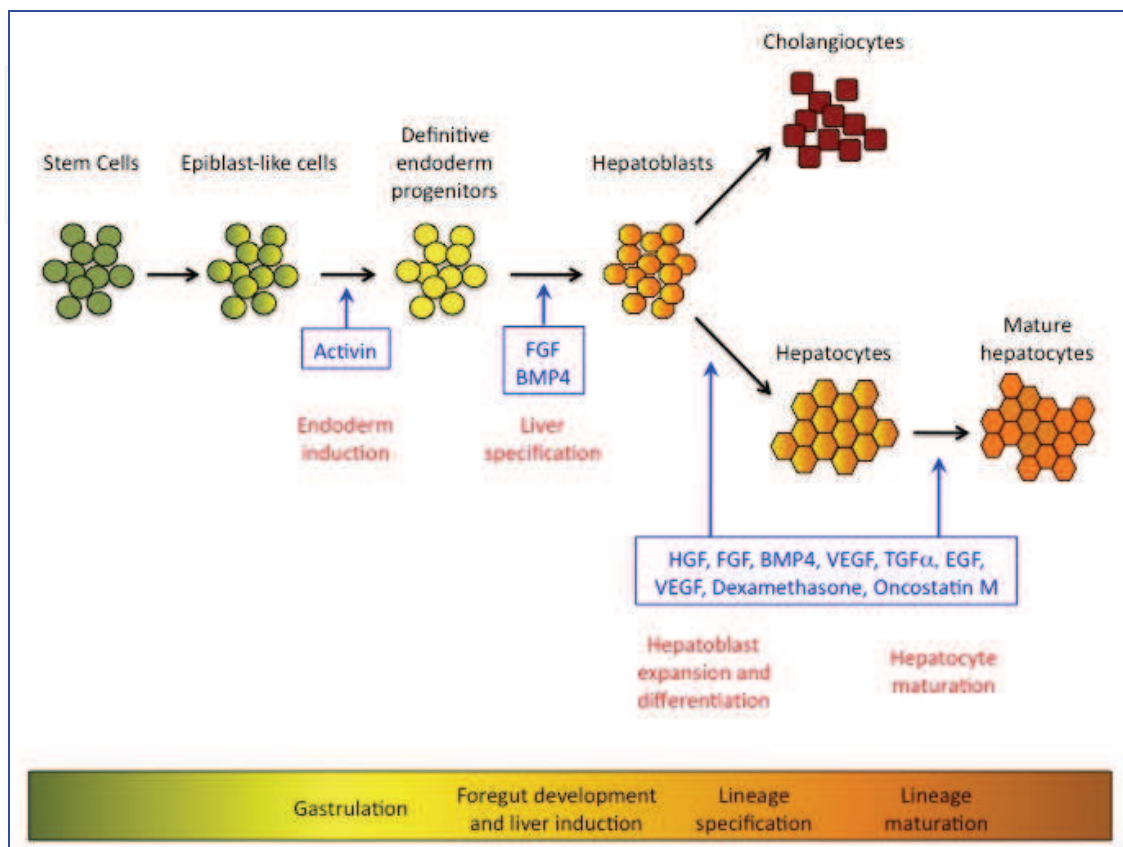 Cholangiocytes
Stem Cells
Epiblast-like cells
Definitive
endoderm
progenitors
Hepatoblasts
Activin
FGF
BMP4
Endoderm
induction
Liver
specification
Hepatocytes
Mature
hepatocytes
HGF, FGF, BMP4, VEGF, TGFα, EGF,
VEGF, Dexamethasone, Oncostatin M
Hepatoblast
expansion and
differentiation
Hepatocyte
maturation
Gastrulation
Foregut development
and liver induction
Lineage
specification
Lineage
maturation